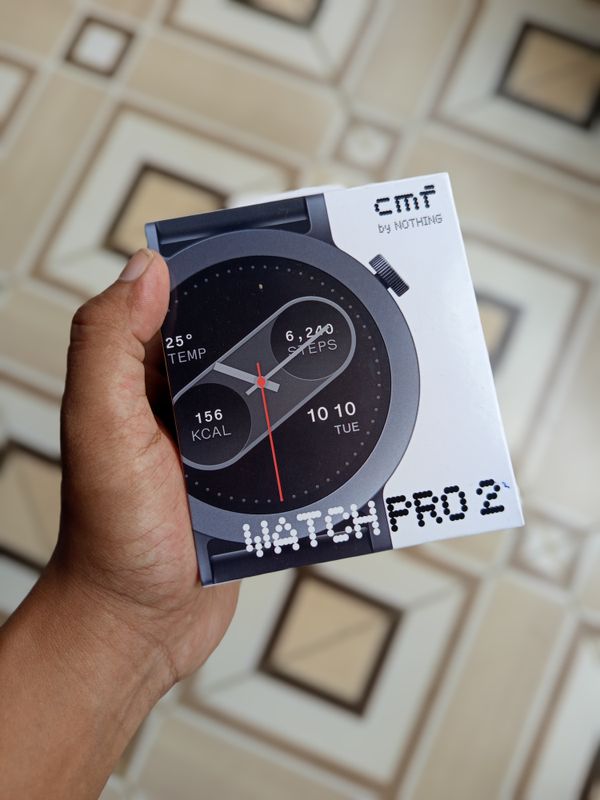 cmf
by NOTHING
25°
TEMP
6,240
STEPS
156
KCAL
10 10
TUE
WATCH PRO 2